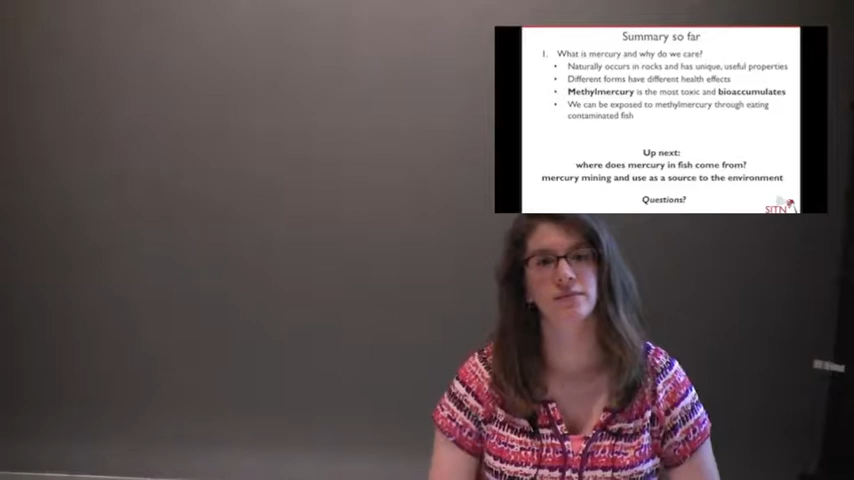 Summary so far
1. What is mercury and why do we care?
• Naturally occurs in rocks and has unique, useful properties
• Different forms have different health effects
• Methylmercury is the most toxic and bioaccumulates
• We can be exposed to methylmercury through eating
contaminated fish
Up next:
where does mercury in fish come from?
mercury mining and use as a source to the environment
Questions?
SITN